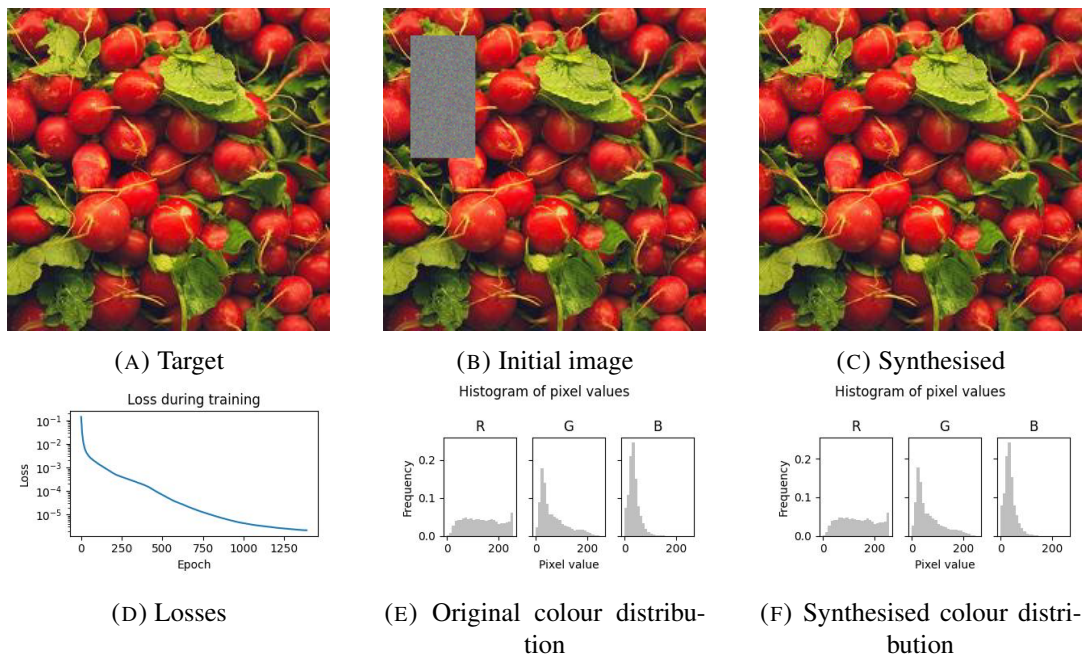 (A) Target
(B) Initial image
(C) Synthesised
Loss during training
10⁻¹
10⁻²
10⁻³
10⁻⁴
10⁻⁵
Loss
0 250 500 750 1000 1250
Epoch
(D) Losses
Histogram of pixel values
R G B
0.2
0.1
0.0
Frequency
0 200 0 200 0 200
Pixel value
(E) Original colour distribu-
tion
Histogram of pixel values
R G B
0.2
0.1
0.0
Frequency
0 200 0 200 0 200
Pixel value
(F) Synthesised colour distri-
bution